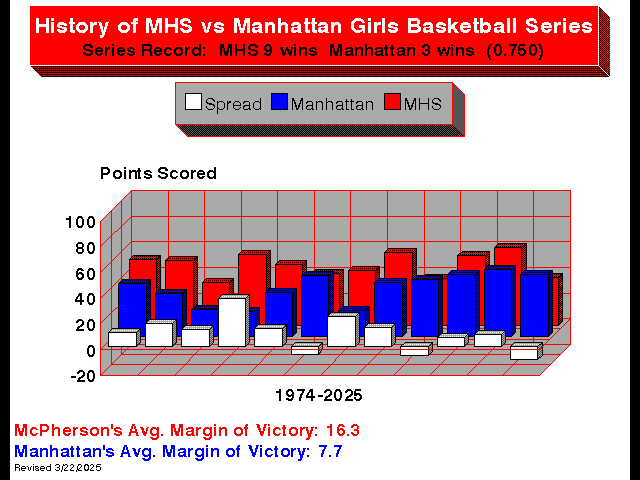 History of MHS vs Manhattan Girls Basketball Series
Series Record: MHS 9 wins Manhattan 3 wins (0.750)
Spread Manhattan MHS
Points Scored
100
80
60
40
20
0
-20
1974-2025
McPherson's Avg. Margin of Victory: 16.3
Manhattan's Avg. Margin of Victory: 7.7
Revised 3/22/2025